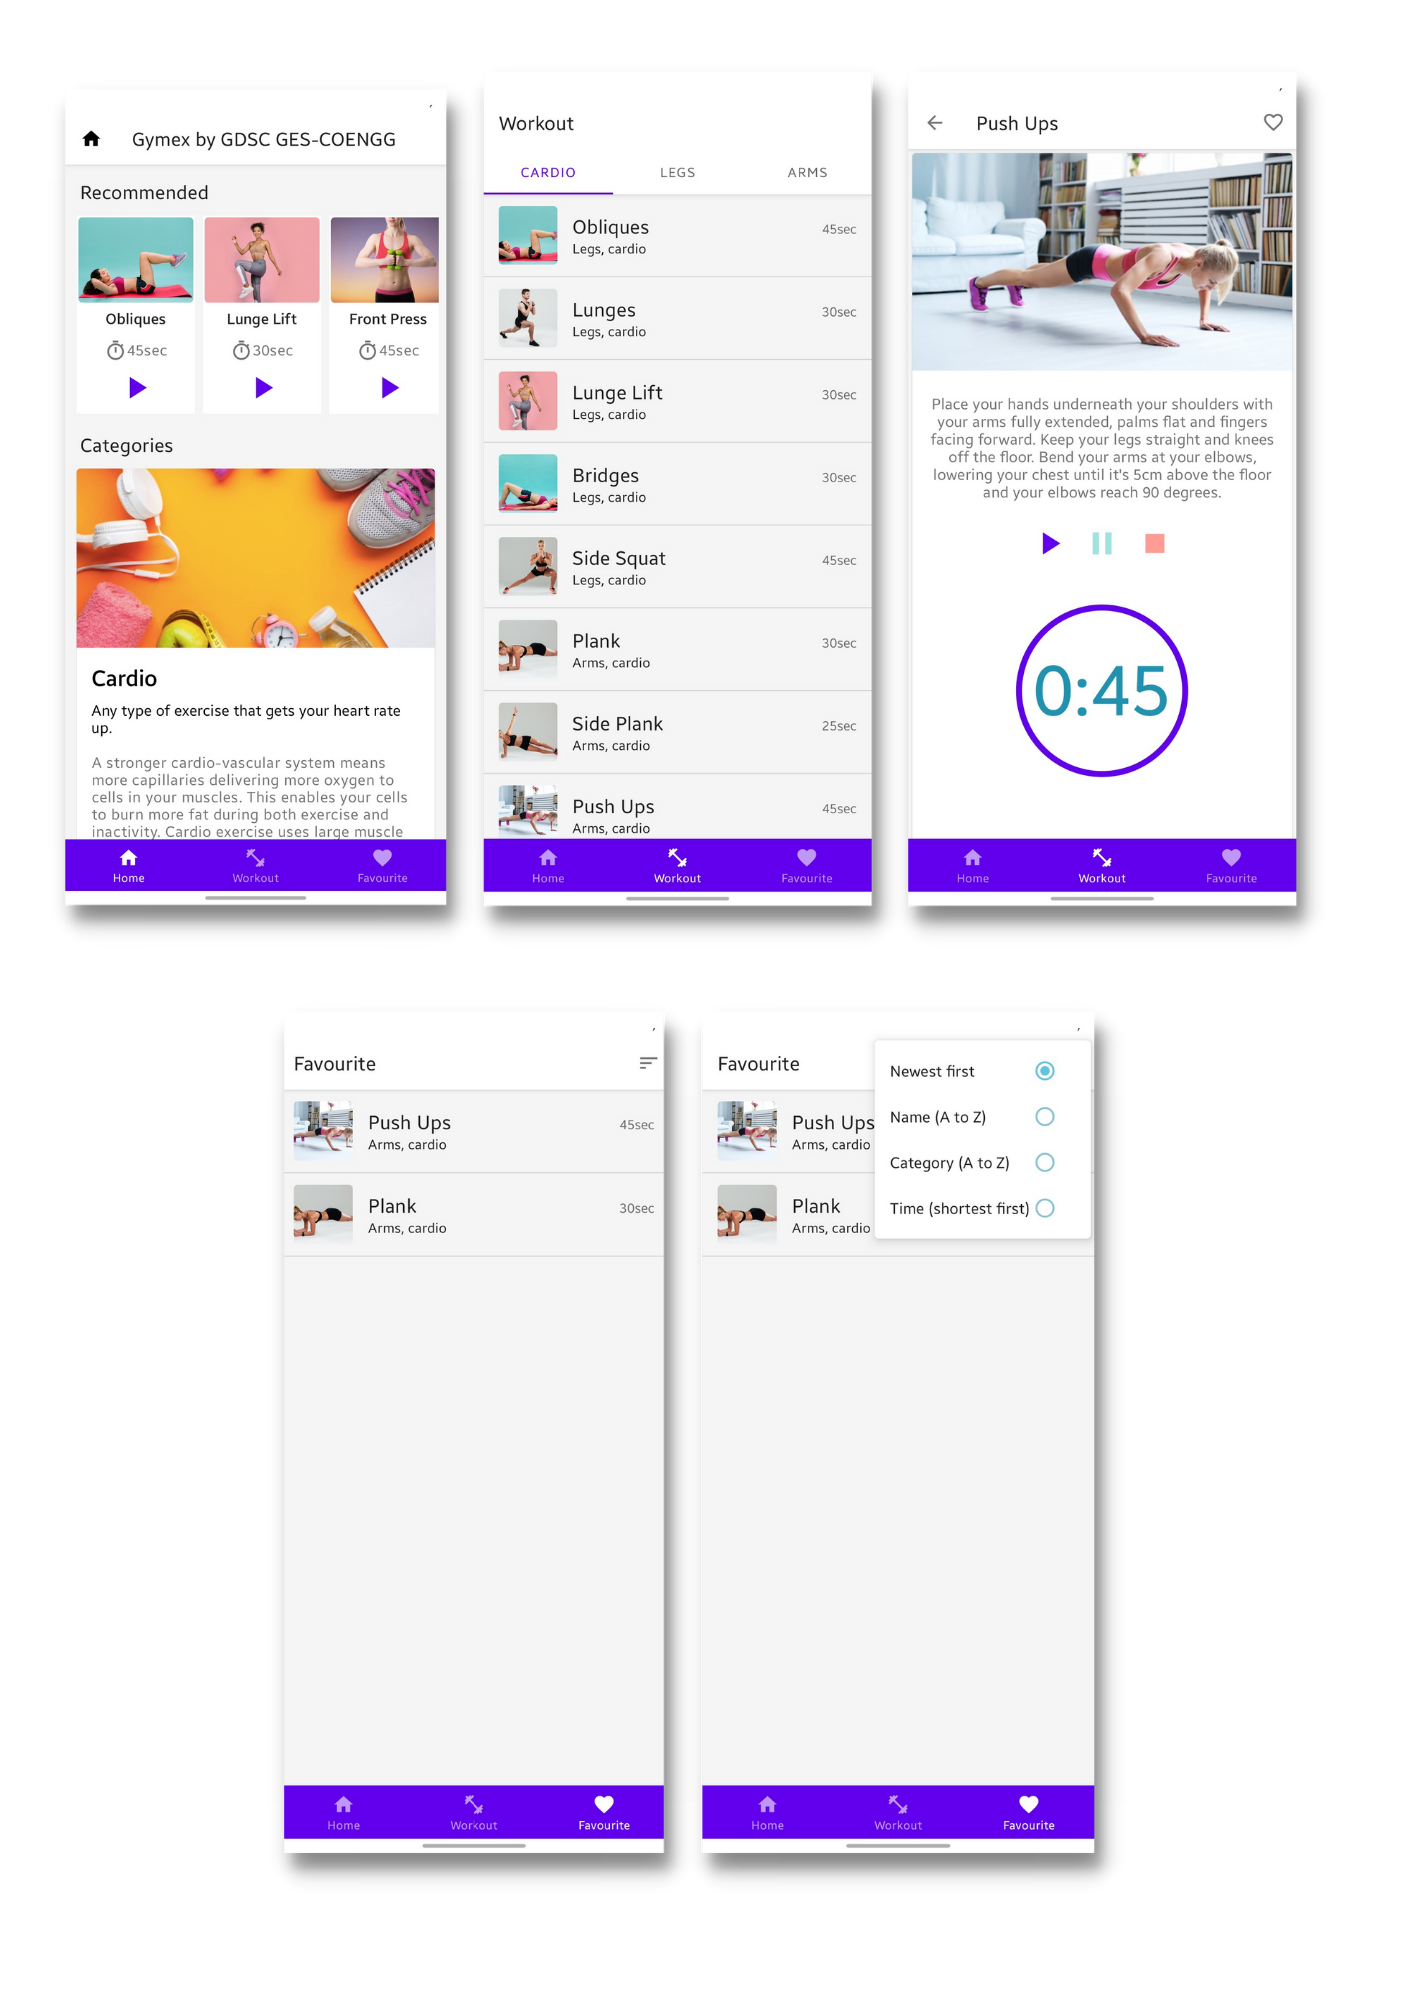 Gymex by GDSC GES-COENGG
Recommended
Obliques
45sec
Lunge Lift
30sec
Front Press
45sec
Categories
Cardio
Any type of exercise that gets your heart rate
up.
A stronger cardio-vascular system means
more capillaries delivering more oxygen to
cells in your muscles. This enables your cells
to burn more fat during both exercise and
inactivity. Cardio exercise uses large muscle
Home
Workout
Favourite
Workout
CARDIO
LEGS
ARMS
Obliques
45sec
Legs, cardio
Lunges
30sec
Legs, cardio
Lunge Lift
30sec
Legs, cardio
Bridges
30sec
Legs, cardio
Side Squat
45sec
Legs, cardio
Plank
30sec
Arms, cardio
Side Plank
25sec
Arms, cardio
Push Ups
45sec
Arms, cardio
Home
Workout
Favourite
Push Ups
Place your hands underneath your shoulders with
your arms fully extended, palms flat and fingers
facing forward. Keep your legs straight and knees
off the floor. Bend your arms at your elbows,
lowering your chest until it's 5cm above the floor
and your elbows reach 90 degrees.
0:45
Home
Workout
Favourite
Favourite
Push Ups
45sec
Arms, cardio
Plank
30sec
Arms, cardio
Home
Workout
Favourite
Favourite
Push Ups
Arms, cardio
Plank
Arms, cardio
Newest first
Name (A to Z)
Category (A to Z)
Time (shortest first)
Home
Workout
Favourite